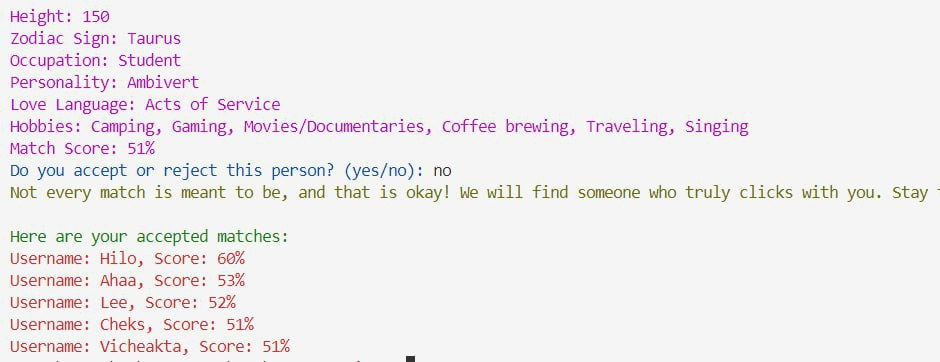 Height: 150
Zodiac Sign: Taurus
Occupation: Student
Personality: Ambivert
Love Language: Acts of Service
Hobbies: Camping, Gaming, Movies/Documentaries, Coffee brewing, Traveling, Singing
Match Score: 51%
Do you accept or reject this person? (yes/no): no
Not every match is meant to be, and that is okay! We will find someone who truly clicks with you. Stay
Here are your accepted matches:
Username: Hilo, Score: 60%
Username: Ahaa, Score: 53%
Username: Lee, Score: 52%
Username: Cheks, Score: 51%
Username: Vicheakta, Score: 51%